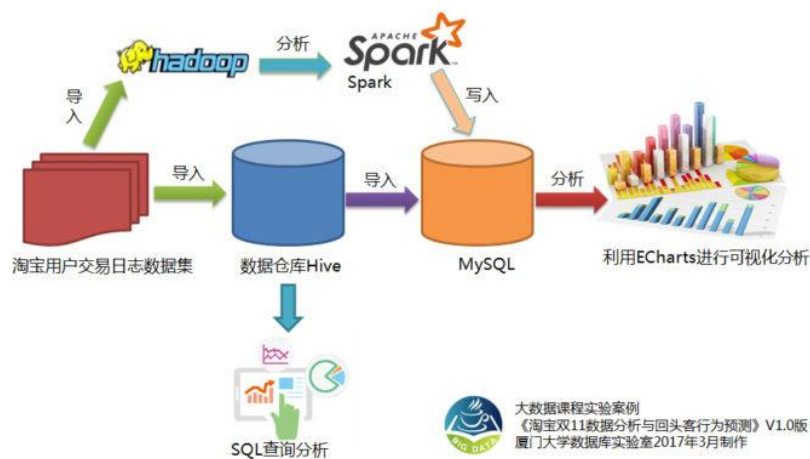 hadoop
分析
APACHE
Spark
Spark
导入
写入
导入
导入
分析
淘宝用户交易日志数据集
数据仓库Hive
MySQL
利用ECharts进行可视化分析
SQL查询分析
BIG DATA
大数据课程实验案例
《淘宝双11数据分析与回头客行为预测》V1.0版
厦门大学数据库实验室2017年3月制作